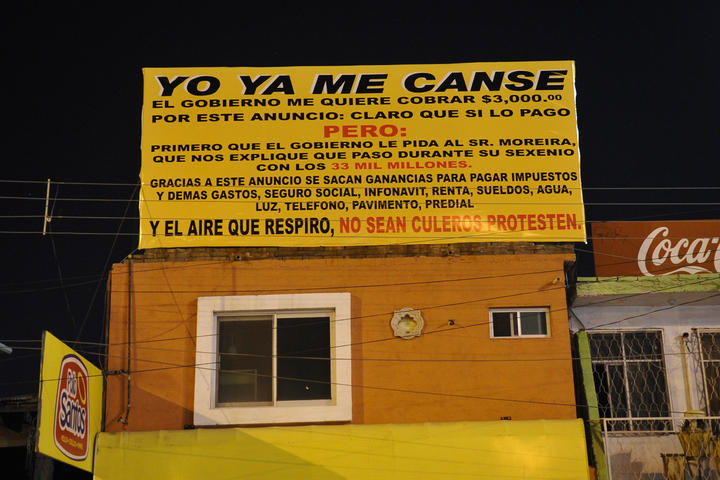 YO YA ME CANSE
EL GOBIERNO ME QUIERE COBRAR $3,000.00
POR ESTE ANUNCIO: CLARO QUE SI LO PAGO
PERO:
PRIMERO QUE EL GOBIERNO LE PIDA AL SR. MOREIRA,
QUE NOS EXPLIQUE QUE PASO DURANTE SU SEXENIO
CON LOS 33 MIL MILLONES.
GRACIAS A ESTE ANUNCIO SE SACAN GANANCIAS PARA PAGAR IMPUESTOS
Y DEMAS GASTOS, SEGURO SOCIAL, INFONAVIT, RENTA, SUELDOS, AGUA,
LUZ, TELEFONO, PAVIMENTO, PREDIAL
Y EL AIRE QUE RESPIRO, NO SEAN CULEROS PROTESTEN.
Coca
Santos